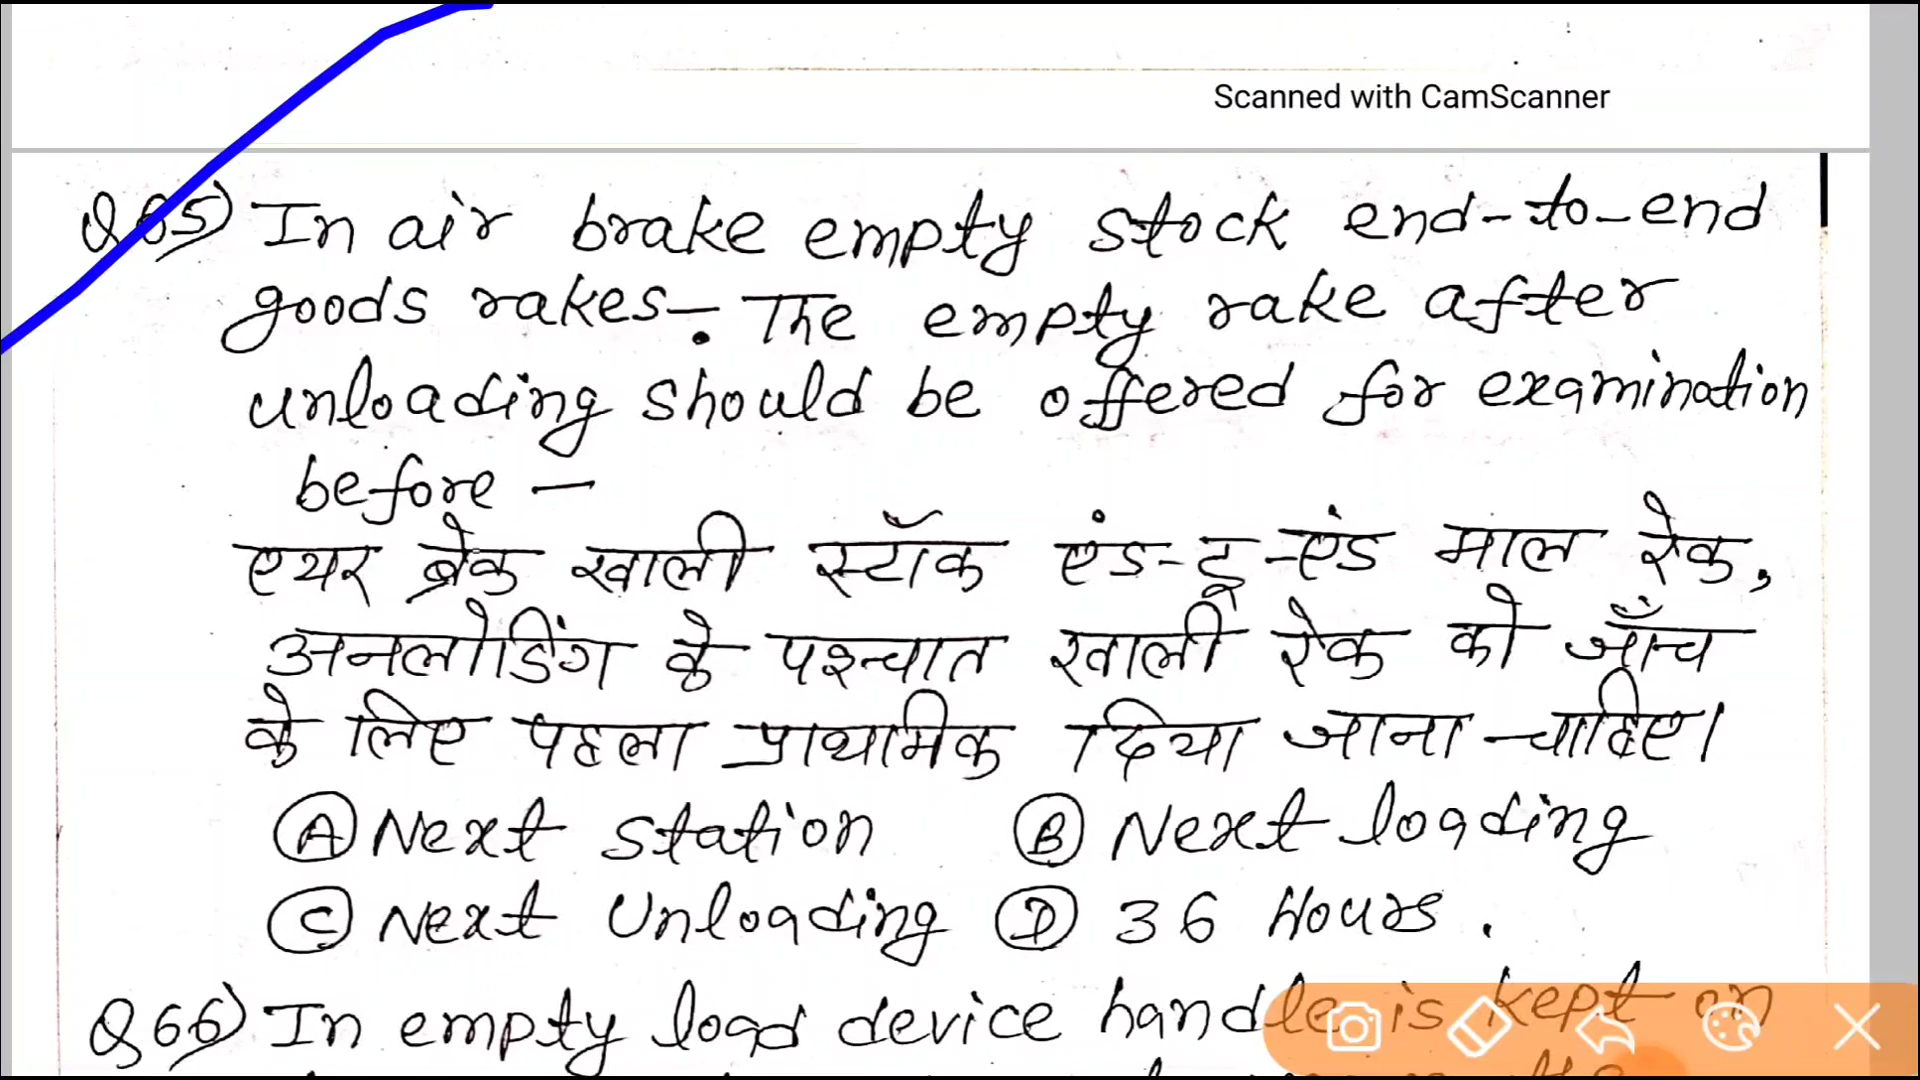 Scanned with CamScanner
Q65) In air brake empty stock end-to-end
goods rakes-. The empty rake after
unloading should be offered for examination
before -
एयर ब्रेक खाली स्टॉक एंड-टू-एंड माल रेक,
अनलोडिंग के पश्चात खाली रेक को जाँच
के लिए पहला प्राथमिक दिया जाना चाहिए।
(A) Next station (B) Next loading
(C) Next Unloading (D) 36 Hours.
Q66) In empty load device handle is kept on